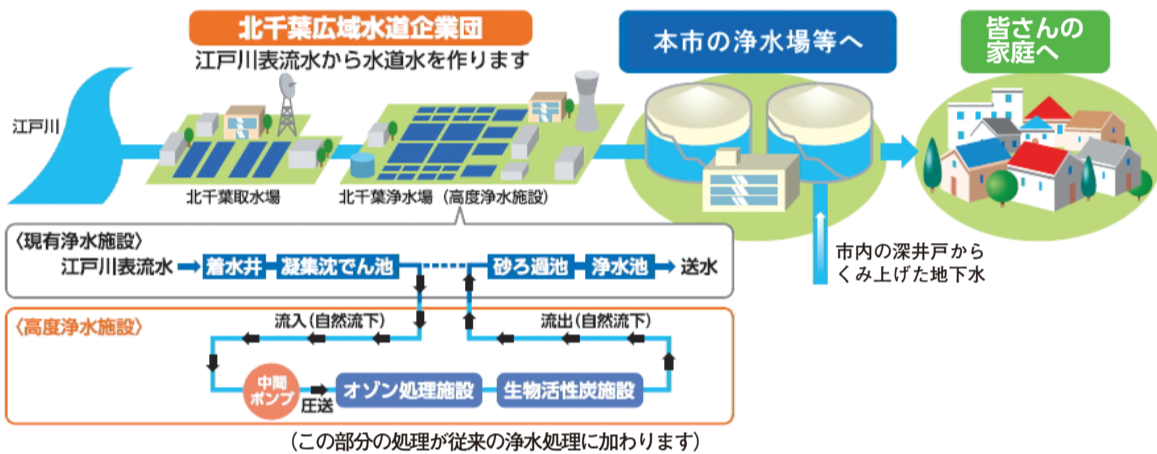 北千葉広域水道企業団
江戸川表流水から水道水を作ります
本市の浄水場等へ
皆さんの
家庭へ
江戸川
北千葉取水場
北千葉浄水場（高度浄水施設）
市内の深井戸から
くみ上げた地下水
〈現有浄水施設〉
江戸川表流水
着水井
凝集沈でん池
砂ろ過池
浄水池
送水
〈高度浄水施設〉
流入（自然流下）
流出（自然流下）
中間
ポンプ
圧送
オゾン処理施設
生物活性炭施設
（この部分の処理が従来の浄水処理に加わります）